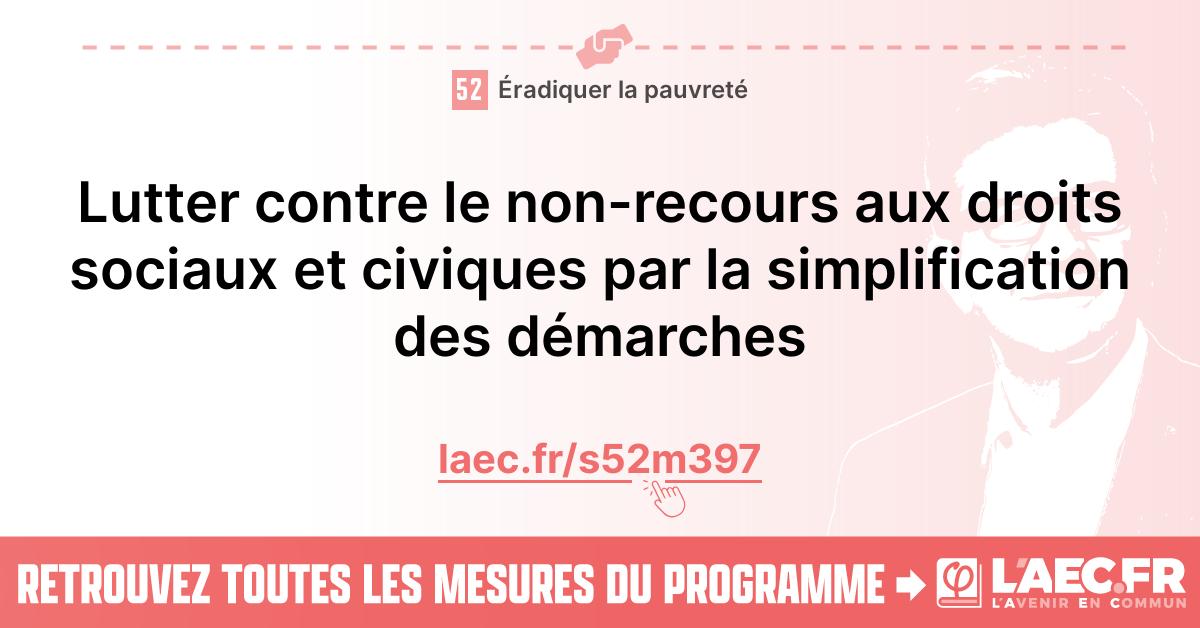 52 Éradiquer la pauvreté
Lutter contre le non-recours aux droits
sociaux et civiques par la simplification
des démarches
laec.fr/s52m397
RETROUVEZ TOUTES LES MESURES DU PROGRAMME
L'AEC.FR
L'AVENIR EN COMMUN